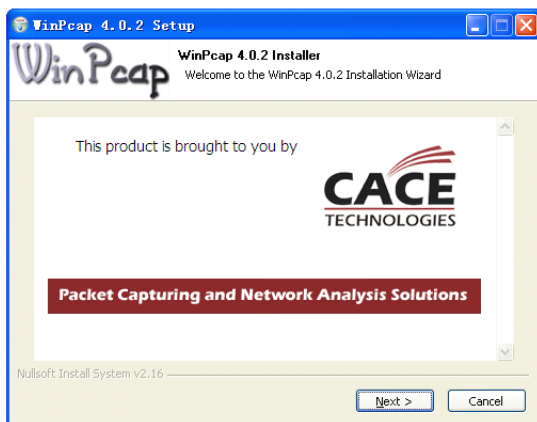 WinPcap 4.0.2 Setup
WinPcap
WinPcap 4.0.2 Installer
Welcome to the WinPcap 4.0.2 Installation Wizard
This product is brought to you by
CACE
TECHNOLOGIES
Packet Capturing and Network Analysis Solutions
Nullsoft Install System v2.16
Next >
Cancel